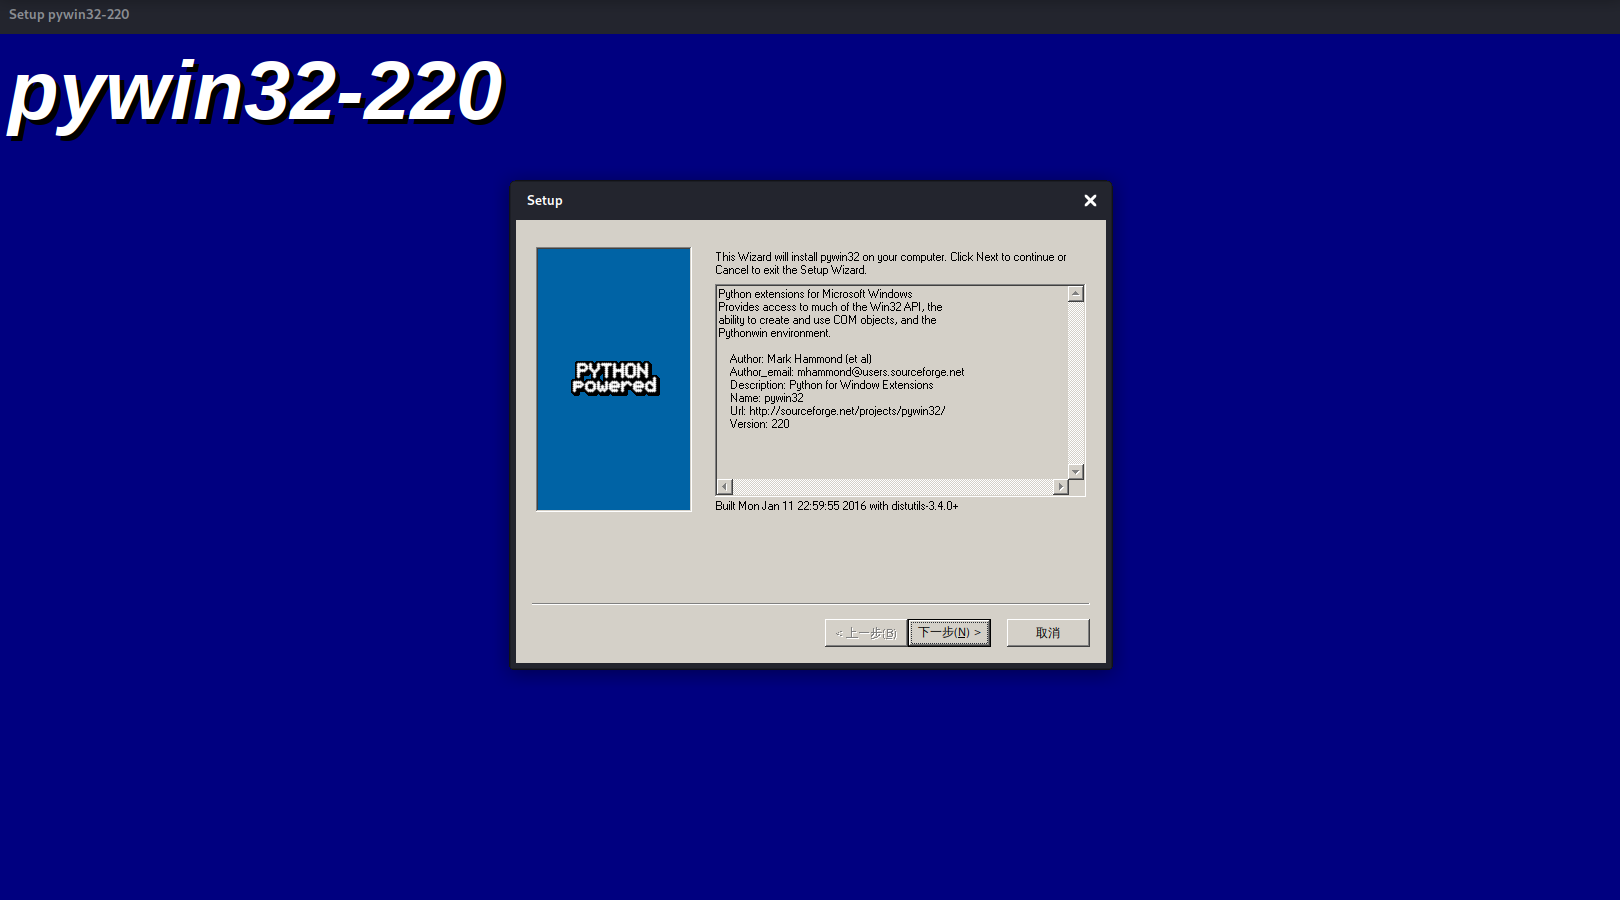 Setup pywin32-220
pywin32-220
Setup
This Wizard will install pywin32 on your computer. Click Next to continue or
Cancel to exit the Setup Wizard.
Python extensions for Microsoft Windows
Provides access to much of the Win32 API, the
ability to create and use COM objects, and the
Pythonwin environment.
Author: Mark Hammond (et al)
Author_email: mhammond@users.sourceforge.net
Description: Python for Window Extensions
Name: pywin32
Url: http://sourceforge.net/projects/pywin32/
Version: 220
PYTHON
powered
Built Mon Jan 11 22:59:55 2016 with distutils-3.4.0+
< 上一步(B)
下一步(N) >
取消